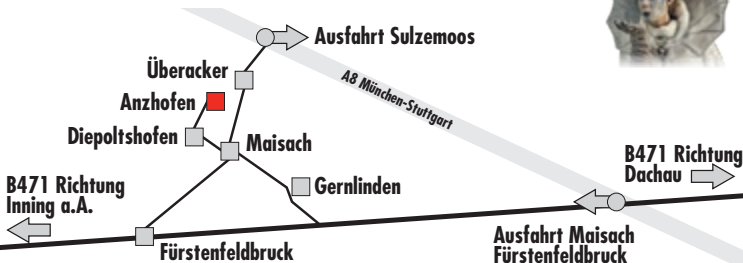 Ausfahrt Sulzemoos
Überacker
A8 München-Stuttgart
Anzhofen
Diepoltshofen
Maisach
B471 Richtung
Dachau
B471 Richtung
Inning a.A.
Gernlinden
Ausfahrt Maisach
Fürstenfeldbruck
Fürstenfeldbruck